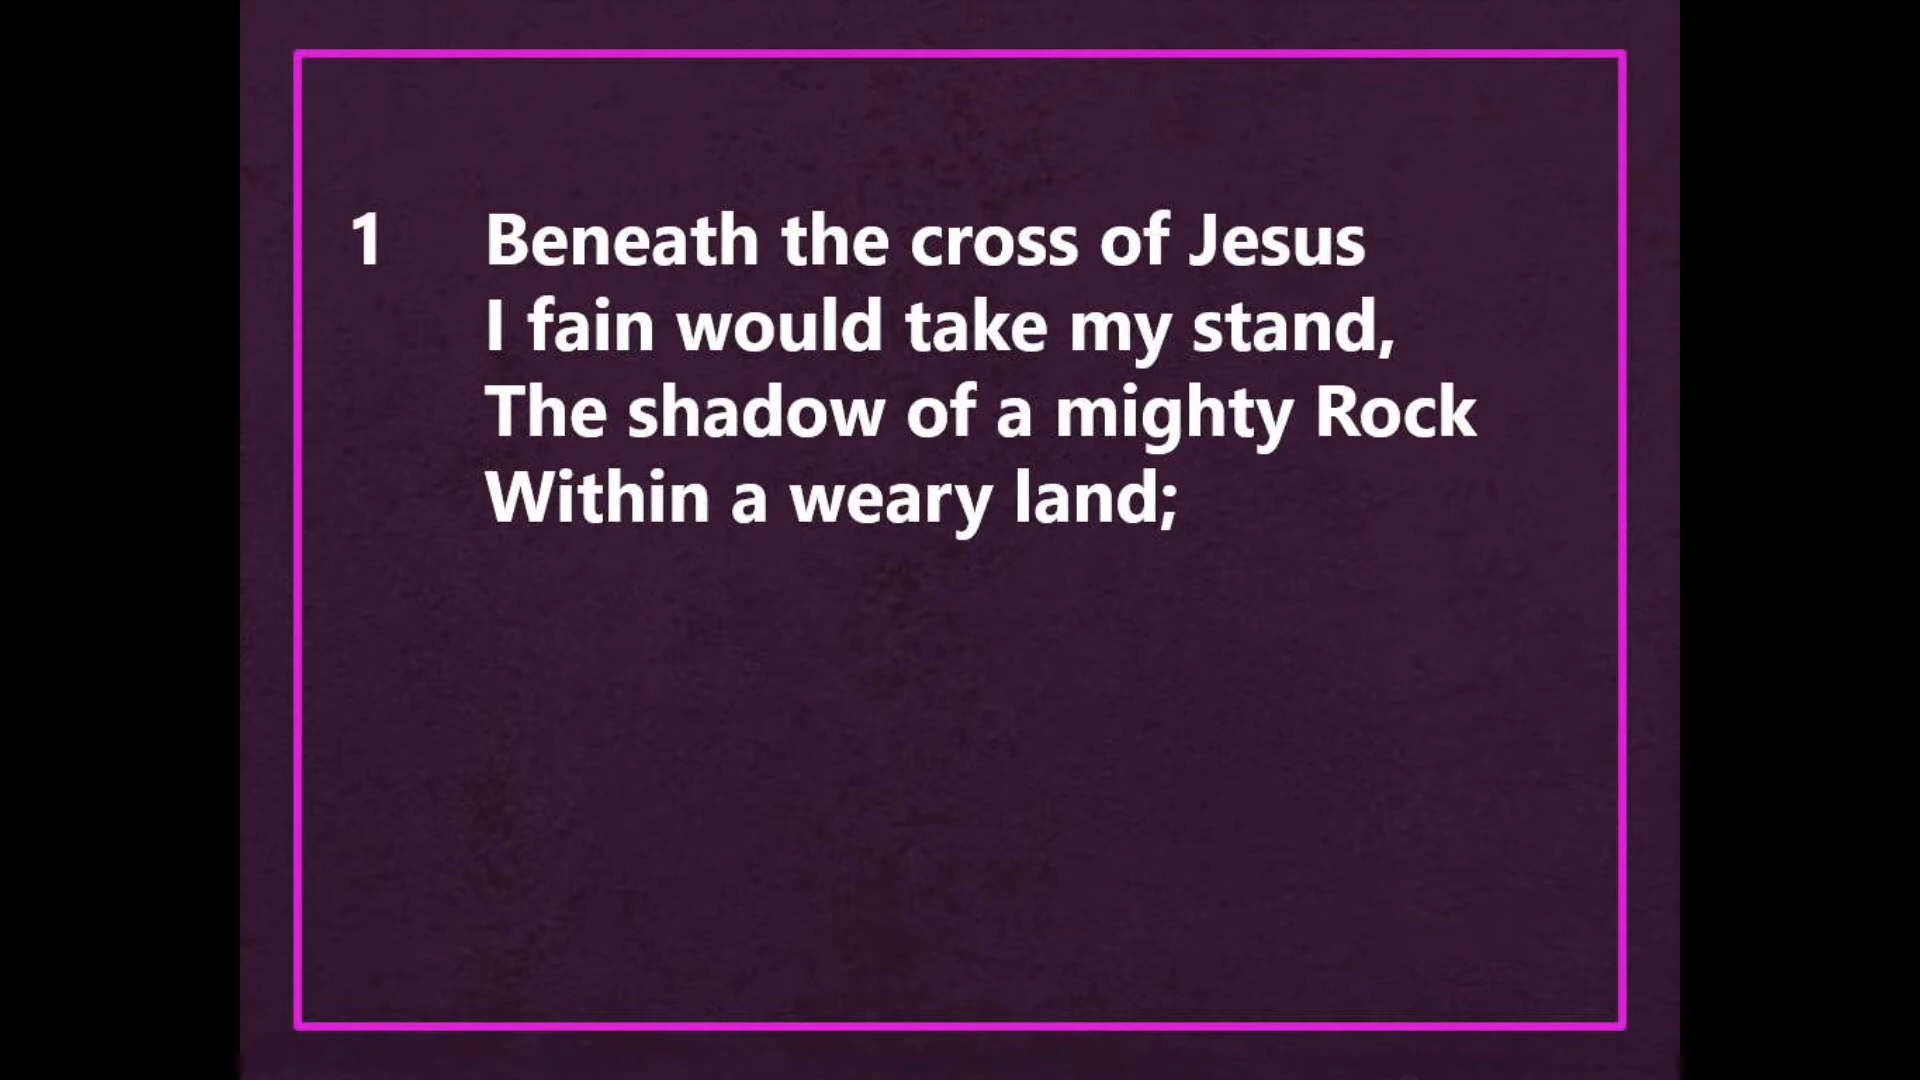 1 Beneath the cross of Jesus
I fain would take my stand,
The shadow of a mighty Rock
Within a weary land;